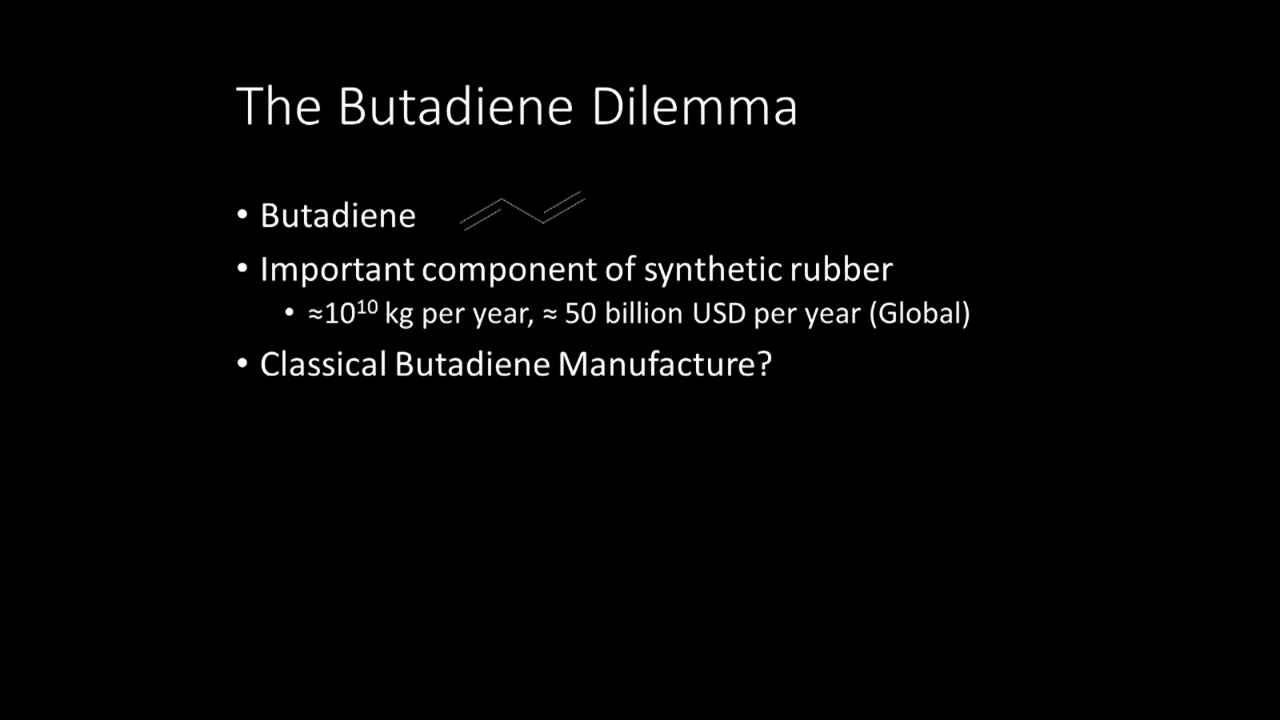 The Butadiene Dilemma
• Butadiene
• Important component of synthetic rubber
• ≈10¹⁰ kg per year, ≈ 50 billion USD per year (Global)
• Classical Butadiene Manufacture?